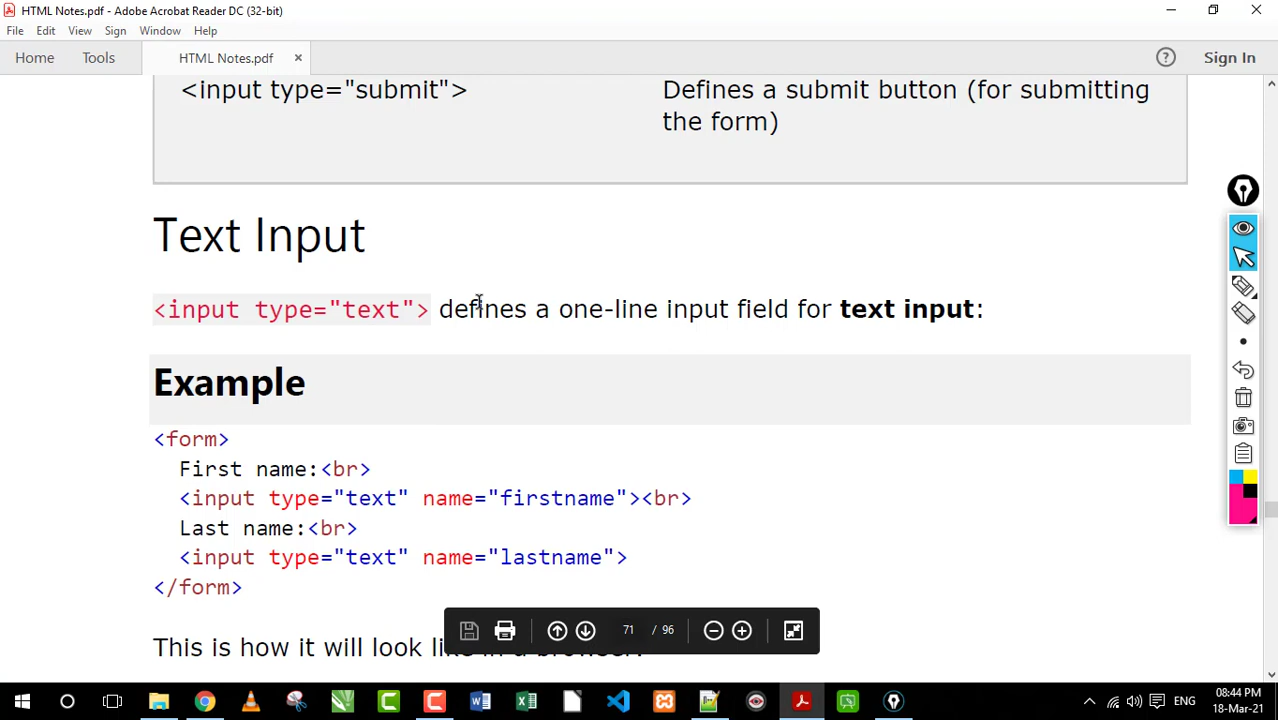 HTML Notes.pdf - Adobe Acrobat Reader DC (32-bit)
File Edit View Sign Window Help
Home Tools HTML Notes.pdf × ? Sign In
<input type="submit"> Defines a submit button (for submitting
the form)
Text Input
<input type="text"> defines a one-line input field for text input:
Example
<form>
First name:<br>
<input type="text" name="firstname"><br>
Last name:<br>
<input type="text" name="lastname">
</form>
71 / 96
This is how it will look like in a browser:
ENG 08:44 PM
18-Mar-21